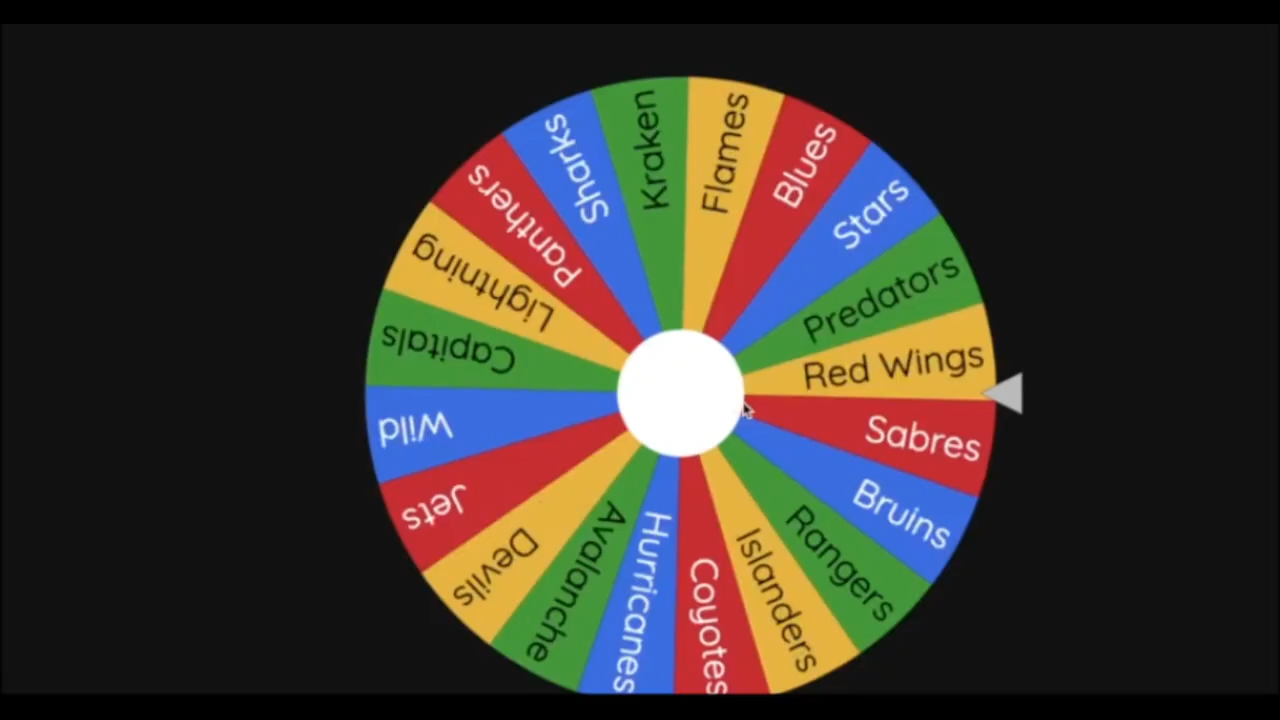 Kraken
Flames
Blues
Stars
Predators
Red Wings
Sabres
Bruins
Rangers
Islanders
Coyotes
Hurricanes
Avalanche
Devils
Jets
Wild
Capitals
Lightning
Panthers
Sharks